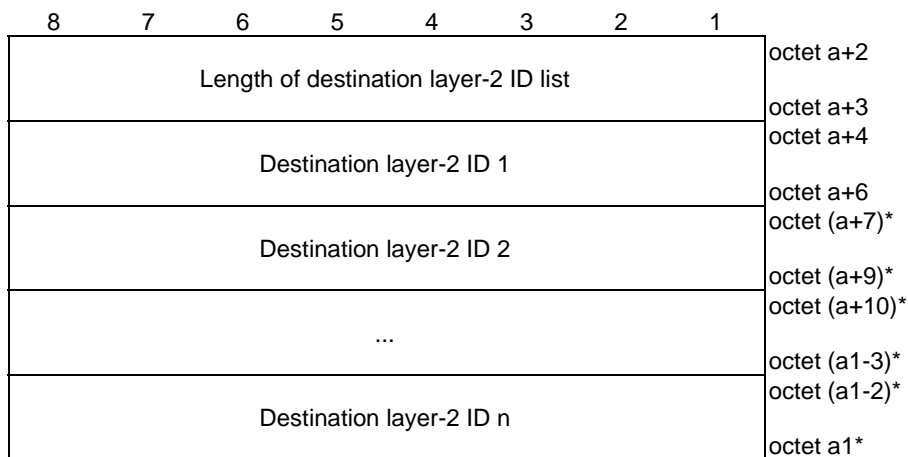 8 7 6 5 4 3 2 1
octet a+2
Length of destination layer-2 ID list
octet a+3
octet a+4
Destination layer-2 ID 1
octet a+6
octet (a+7)*
Destination layer-2 ID 2
octet (a+9)*
octet (a+10)*
...
octet (a1-3)*
octet (a1-2)*
Destination layer-2 ID n
octet a1*